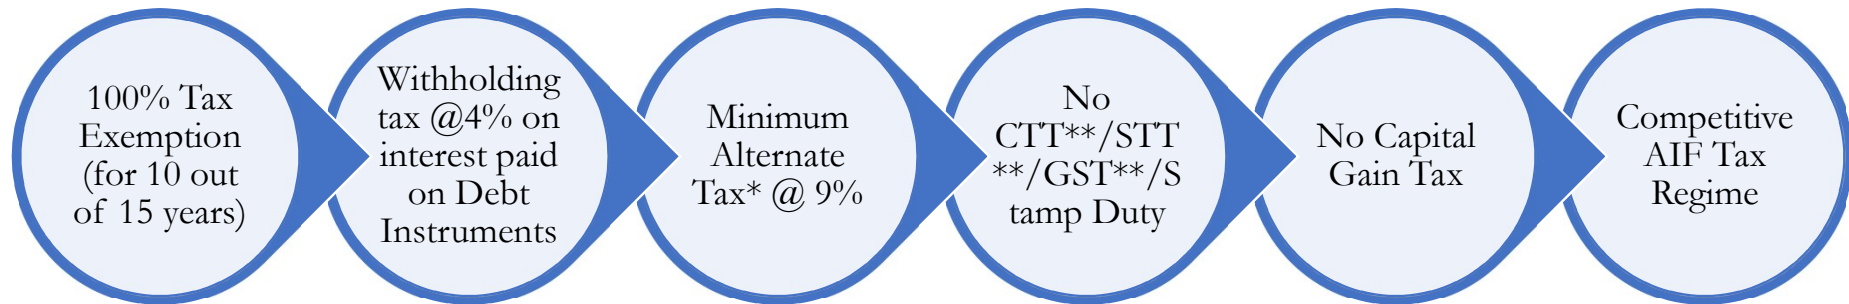 100% Tax
Exemption
(for 10 out
of 15 years)
Withholding
tax @4% on
interest paid
on Debt
Instruments
Minimum
Alternate
Tax* @ 9%
No
CTT**/STT
**/GST**/S
tamp Duty
No Capital
Gain Tax
Competitive
AIF Tax
Regime